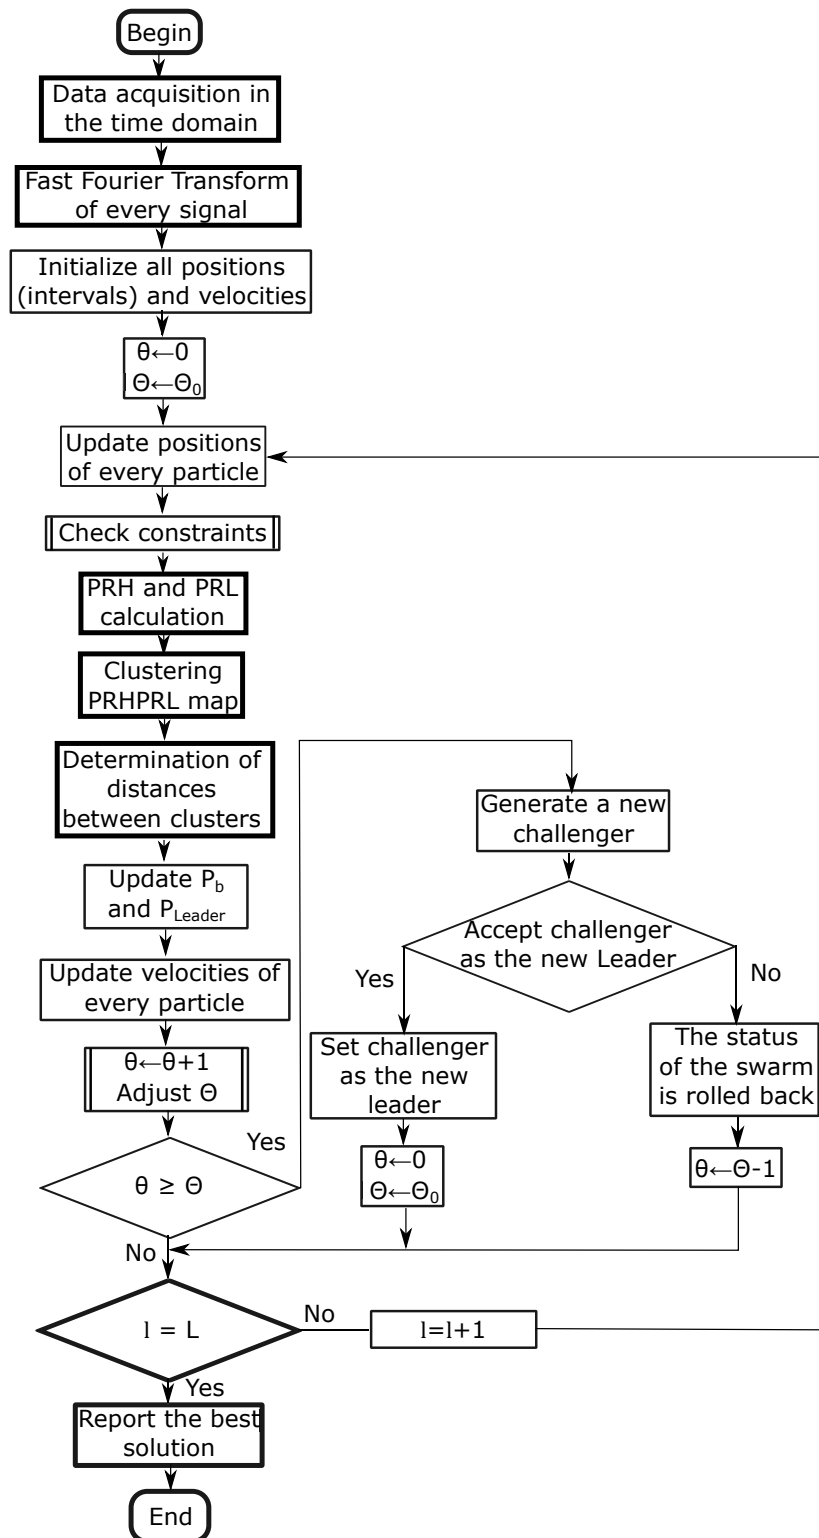 Begin
Data acquisition in
the time domain
Fast Fourier Transform
of every signal
Initialize all positions
(intervals) and velocities
θ←0
Θ←Θ₀
Update positions
of every particle
Check constraints
PRH and PRL
calculation
Clustering
PRHPRL map
Determination of
distances
between clusters
Update P_b
and P_Leader
Update velocities of
every particle
θ←θ+1
Adjust Θ
Yes
θ ≥ Θ
No
Generate a new
challenger
Accept challenger
as the new Leader
Yes
No
Set challenger
as the new
leader
θ←0
Θ←Θ₀
The status
of the swarm
is rolled back
θ←Θ-1
l = L
No
l=l+1
Yes
Report the best
solution
End